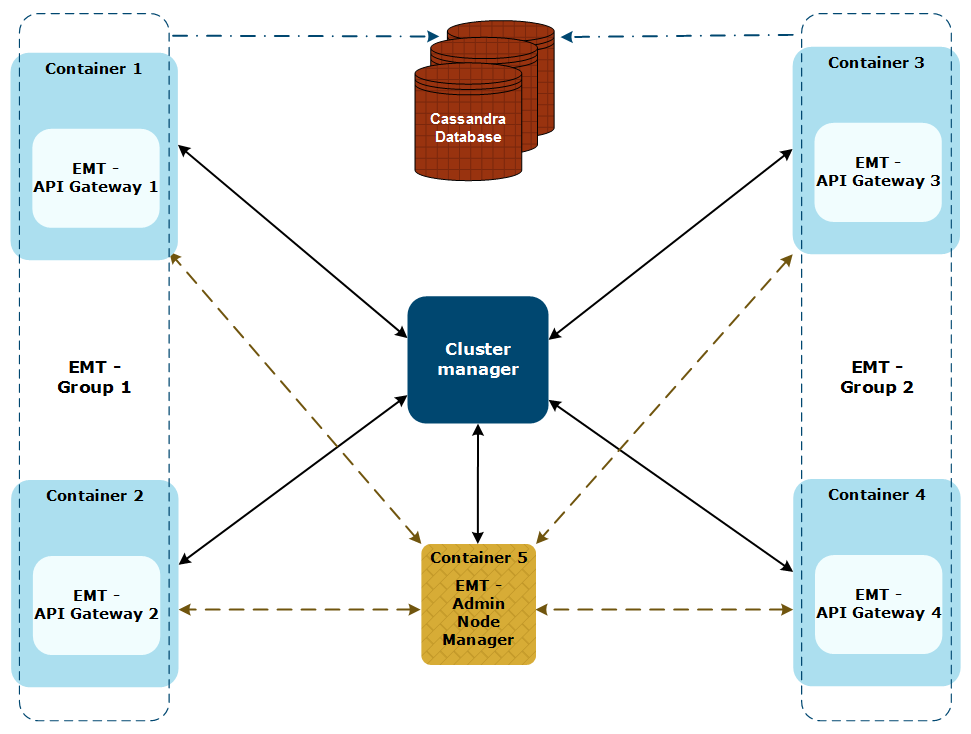 Container 1
EMT -
API Gateway 1
Cassandra
Database
Container 3
EMT -
API Gateway 3
EMT -
Group 1
Cluster
manager
EMT -
Group 2
Container 2
EMT -
API Gateway 2
Container 5
EMT -
Admin
Node
Manager
Container 4
EMT -
API Gateway 4